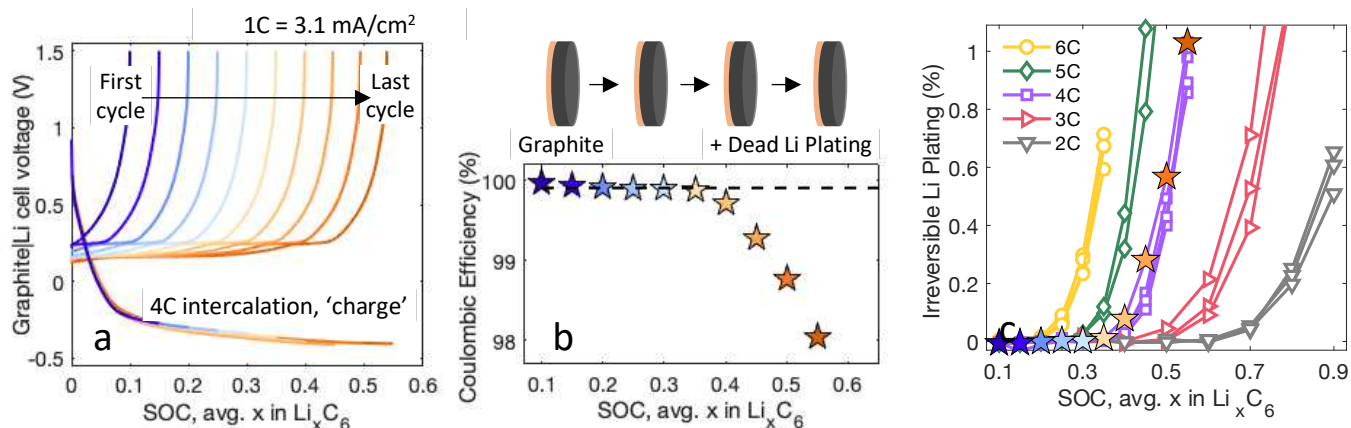 1C = 3.1 mA/cm²
Graphite|Li cell voltage (V)
1.5
1
0.5
0
-0.5
First
cycle
Last
cycle
4C intercalation, ‘charge’
a
0 0.1 0.2 0.3 0.4 0.5 0.6
SOC, avg. x in LiₓC₆
Graphite
+ Dead Li Plating
Coulombic Efficiency (%)
100
99
98
b
0.1 0.2 0.3 0.4 0.5 0.6
SOC, avg. x in LiₓC₆
Irreversible Li Plating (%)
1
0.8
0.6
0.4
0.2
0
6C
5C
4C
3C
2C
c
0.1 0.3 0.5 0.7 0.9
SOC, avg. x in LiₓC₆